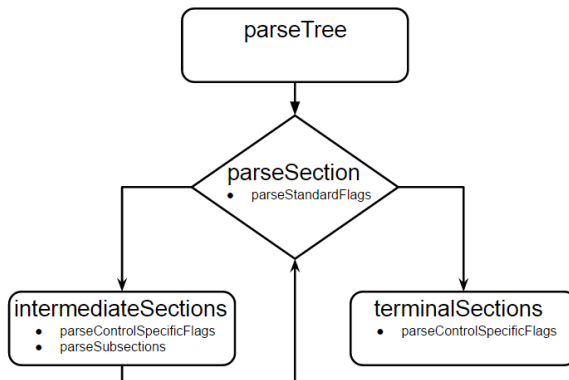 parseTree
parseSection
● parseStandardFlags
intermediateSections
● parseControlSpecificFlags
● parseSubsections
terminalSections
● parseControlSpecificFlags